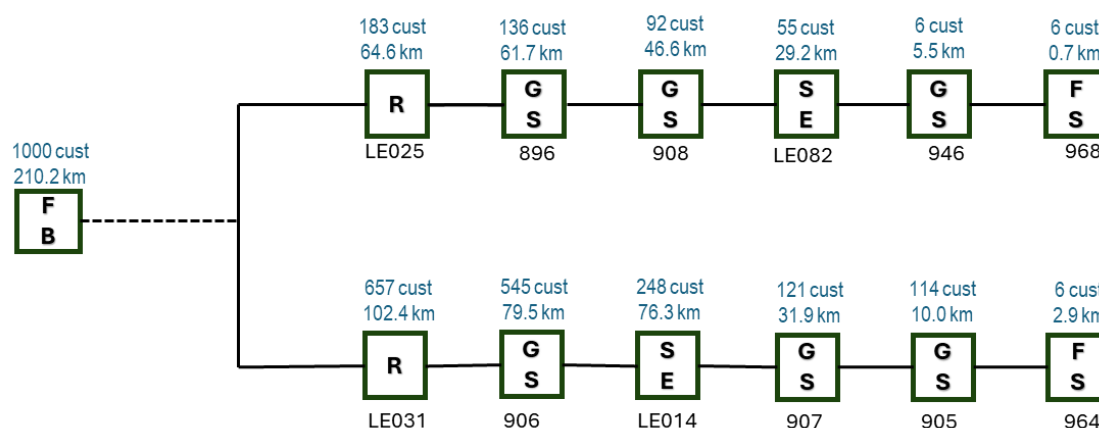 183 cust
64.6 km
136 cust
61.7 km
92 cust
46.6 km
55 cust
29.2 km
6 cust
5.5 km
6 cust
0.7 km
R
G
S
G
S
S
E
G
S
F
S
LE025
896
908
LE082
946
968
1000 cust
210.2 km
F
B
657 cust
102.4 km
545 cust
79.5 km
248 cust
76.3 km
121 cust
31.9 km
114 cust
10.0 km
6 cust
2.9 km
R
G
S
S
E
G
S
G
S
F
S
LE031
906
LE014
907
905
964